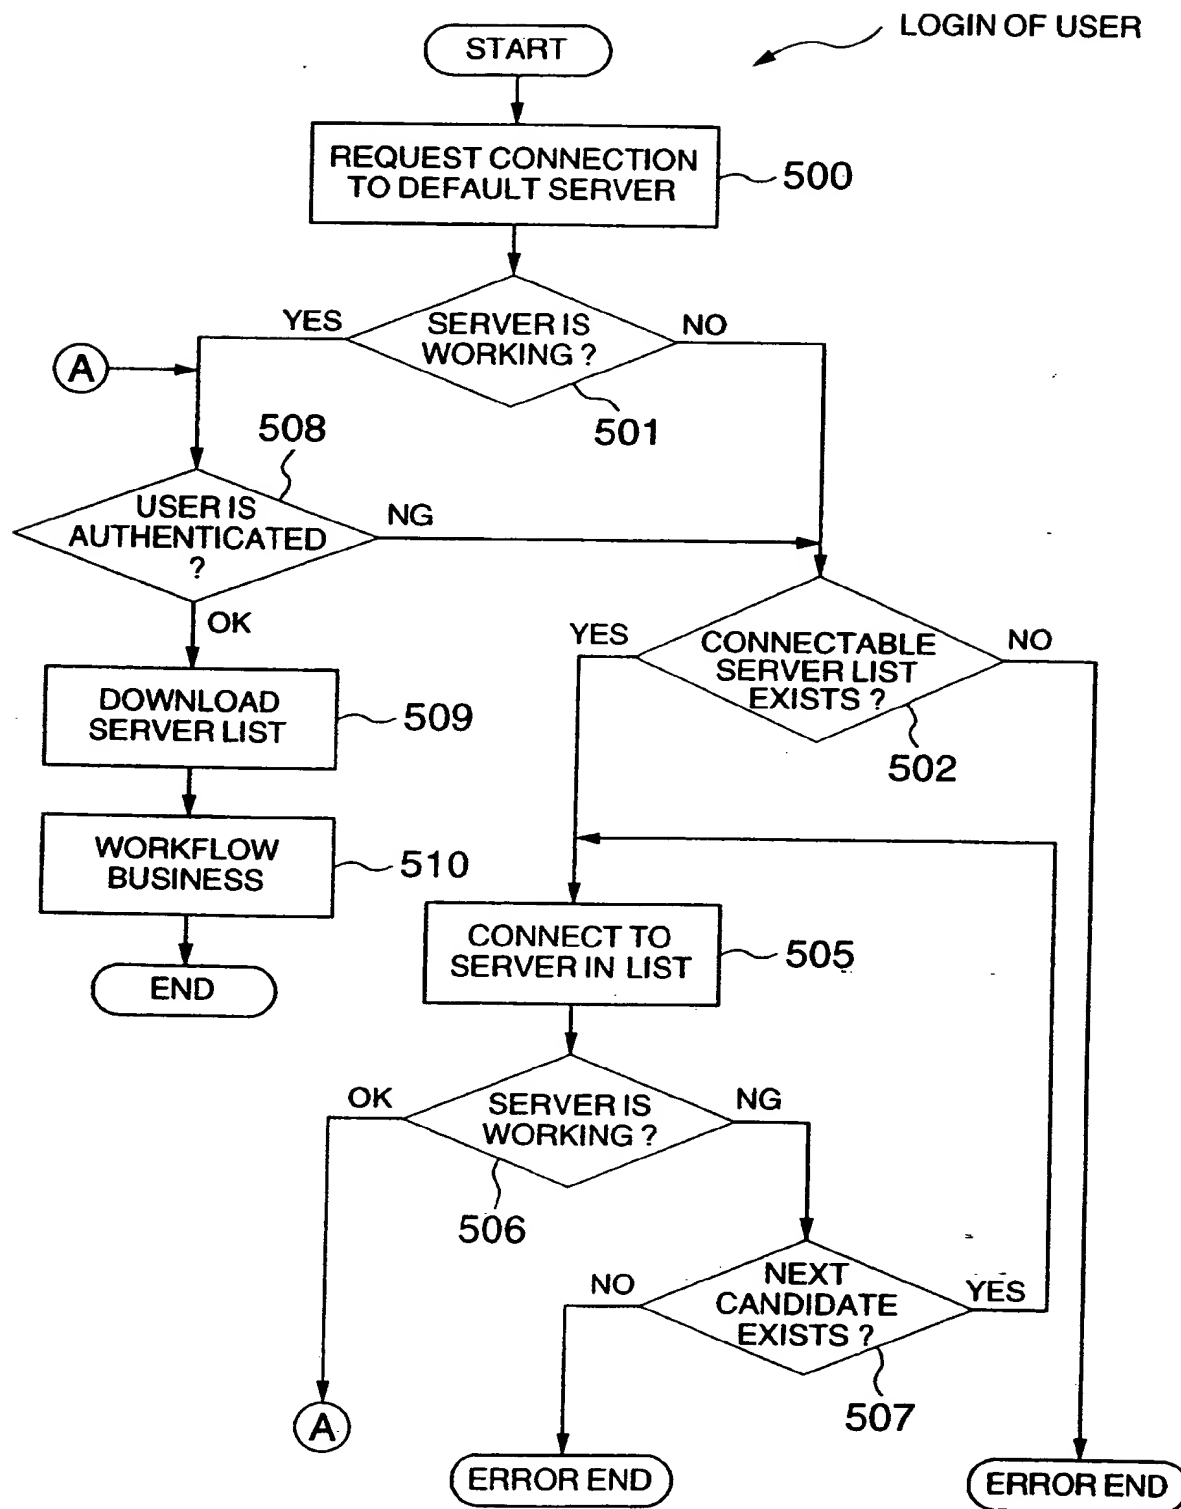 LOGIN OF USER
START
REQUEST CONNECTION
TO DEFAULT SERVER
500
YES
SERVER IS
WORKING ?
NO
501
A
508
USER IS
AUTHENTICATED
?
NG
OK
YES
CONNECTABLE
SERVER LIST
EXISTS ?
NO
502
DOWNLOAD
SERVER LIST
509
WORKFLOW
BUSINESS
510
END
CONNECT TO
SERVER IN LIST
505
OK
SERVER IS
WORKING ?
NG
506
NO
NEXT
CANDIDATE
EXISTS ?
YES
507
A
ERROR END
ERROR END